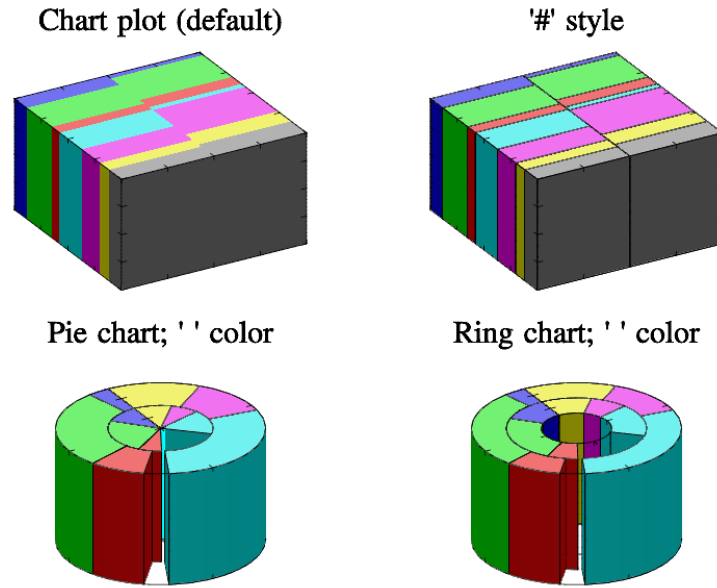 Chart plot (default)
'#' style
Pie chart; ' ' color
Ring chart; ' ' color